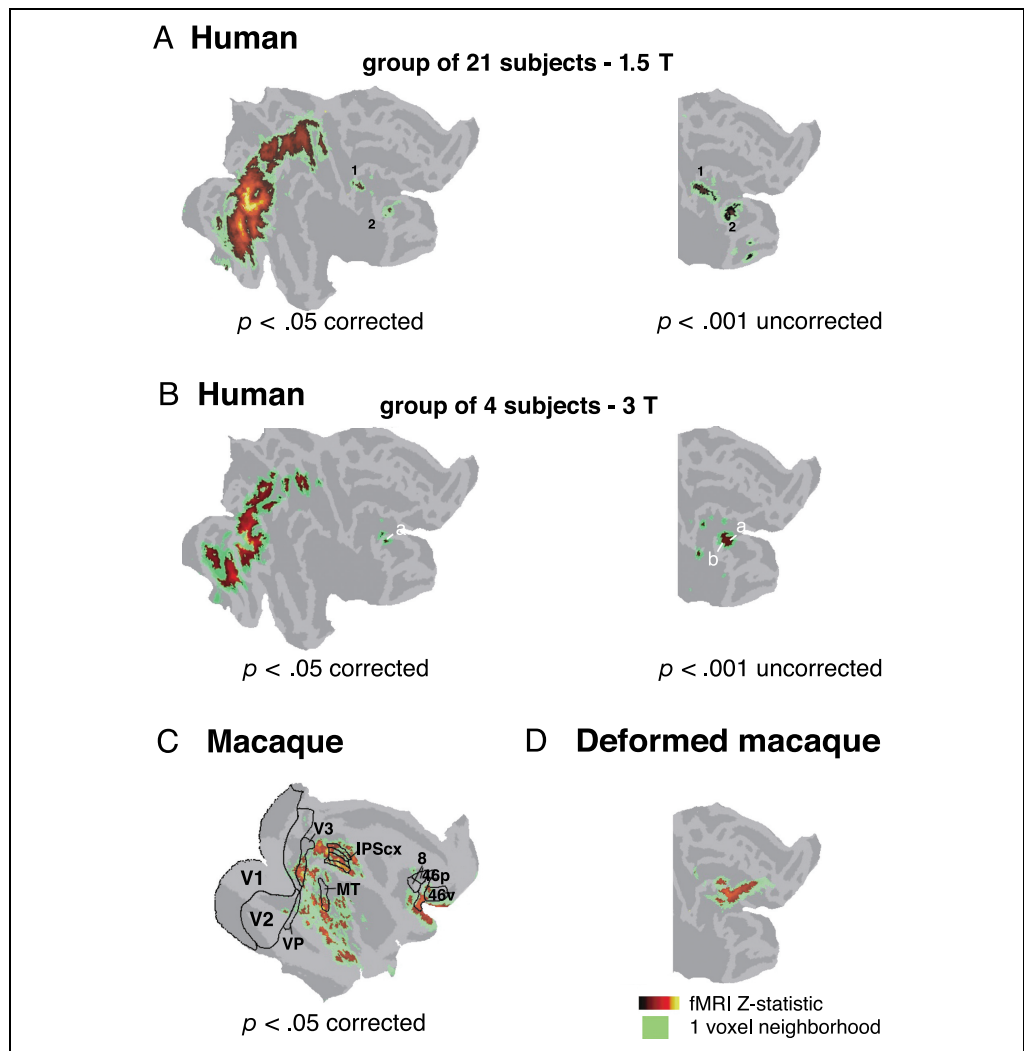 A Human
group of 21 subjects - 1.5 T
1
2
p < .05 corrected
1
2
p < .001 uncorrected
B Human
group of 4 subjects - 3 T
a
p < .05 corrected
a
b
p < .001 uncorrected
C Macaque
V3
IPScx
8
46p
V1
MT
46v
V2
VP
p < .05 corrected
D Deformed macaque
fMRI Z-statistic
1 voxel neighborhood